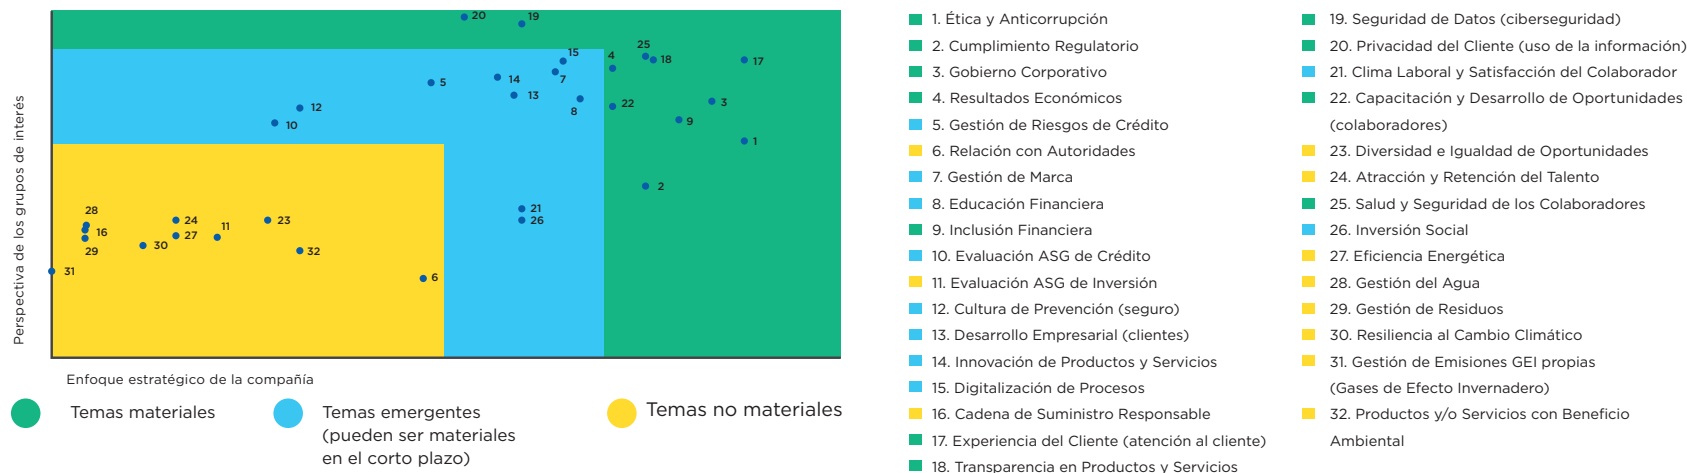 Perspectiva de los grupos de interés
20
19
25
15
4
18
17
5
14
7
13
8
22
3
12
10
9
1
2
28
24
11
23
21
16
27
26
29
30
32
31
6
Enfoque estratégico de la compañía
Temas materiales
Temas emergentes
(pueden ser materiales
en el corto plazo)
Temas no materiales
1. Ética y Anticorrupción
2. Cumplimiento Regulatorio
3. Gobierno Corporativo
4. Resultados Económicos
5. Gestión de Riesgos de Crédito
6. Relación con Autoridades
7. Gestión de Marca
8. Educación Financiera
9. Inclusión Financiera
10. Evaluación ASG de Crédito
11. Evaluación ASG de Inversión
12. Cultura de Prevención (seguro)
13. Desarrollo Empresarial (clientes)
14. Innovación de Productos y Servicios
15. Digitalización de Procesos
16. Cadena de Suministro Responsable
17. Experiencia del Cliente (atención al cliente)
18. Transparencia en Productos y Servicios
19. Seguridad de Datos (ciberseguridad)
20. Privacidad del Cliente (uso de la información)
21. Clima Laboral y Satisfacción del Colaborador
22. Capacitación y Desarrollo de Oportunidades
(colaboradores)
23. Diversidad e Igualdad de Oportunidades
24. Atracción y Retención del Talento
25. Salud y Seguridad de los Colaboradores
26. Inversión Social
27. Eficiencia Energética
28. Gestión del Agua
29. Gestión de Residuos
30. Resiliencia al Cambio Climático
31. Gestión de Emisiones GEI propias
(Gases de Efecto Invernadero)
32. Productos y/o Servicios con Beneficio
Ambiental